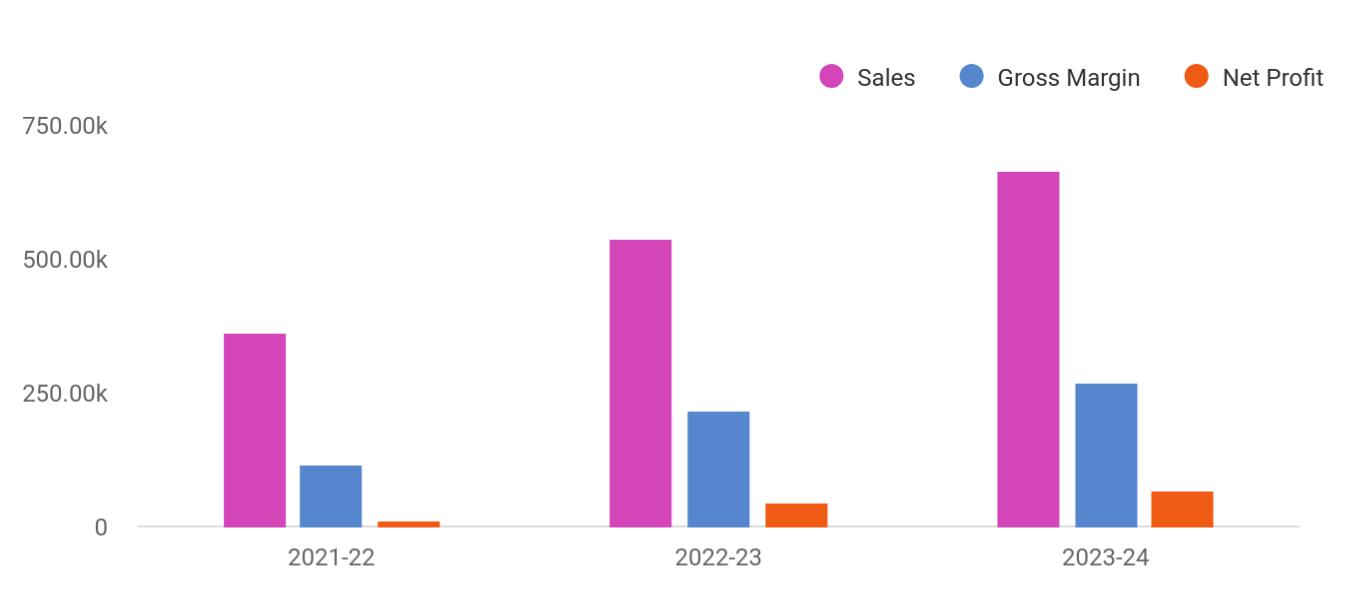 Sales Gross Margin Net Profit
750.00k
500.00k
250.00k
0
2021-22 2022-23 2023-24